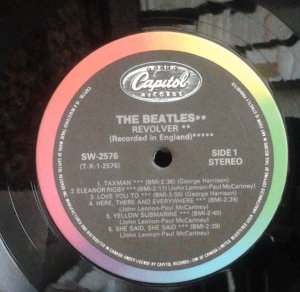 Capitol
RECORDS
THE BEATLES**
REVOLVER **
(Recorded in England)*****
SW-2576
(T-X-1-2576)
SIDE 1
STEREO
1. TAXMAN *** (BMI-2:36) (George Harrison)
2. ELEANOR RIGBY *** (BMI-2:11) (John Lennon-Paul McCartney)
3. LOVE YOU TO *** (BMI-3:00) (George Harrison)
4. HERE, THERE AND EVERYWHERE *** (BMI-2:29)
(John Lennon-Paul McCartney)
5. YELLOW SUBMARINE *** (BMI-2:40)
(John Lennon-Paul McCartney)
6. SHE SAID, SHE SAID *** (BMI-2:39)
(John Lennon-Paul McCartney)